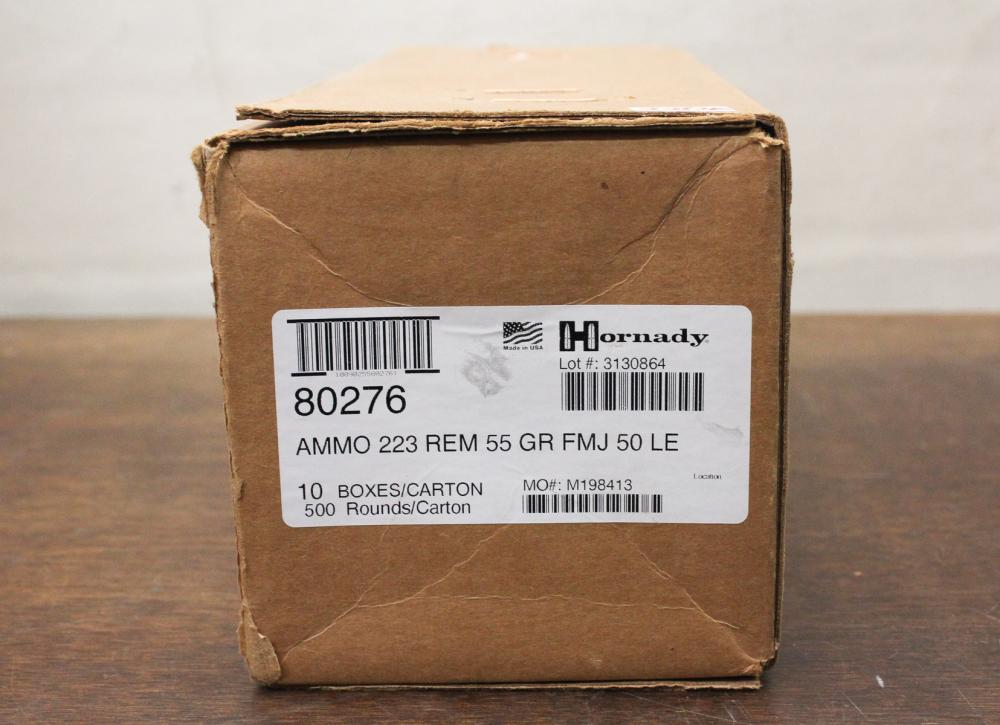 Made in USA
Hornady
Lot #: 3130864
80276
AMMO 223 REM 55 GR FMJ 50 LE
10 BOXES/CARTON
500 Rounds/Carton
MO#: M198413
Location